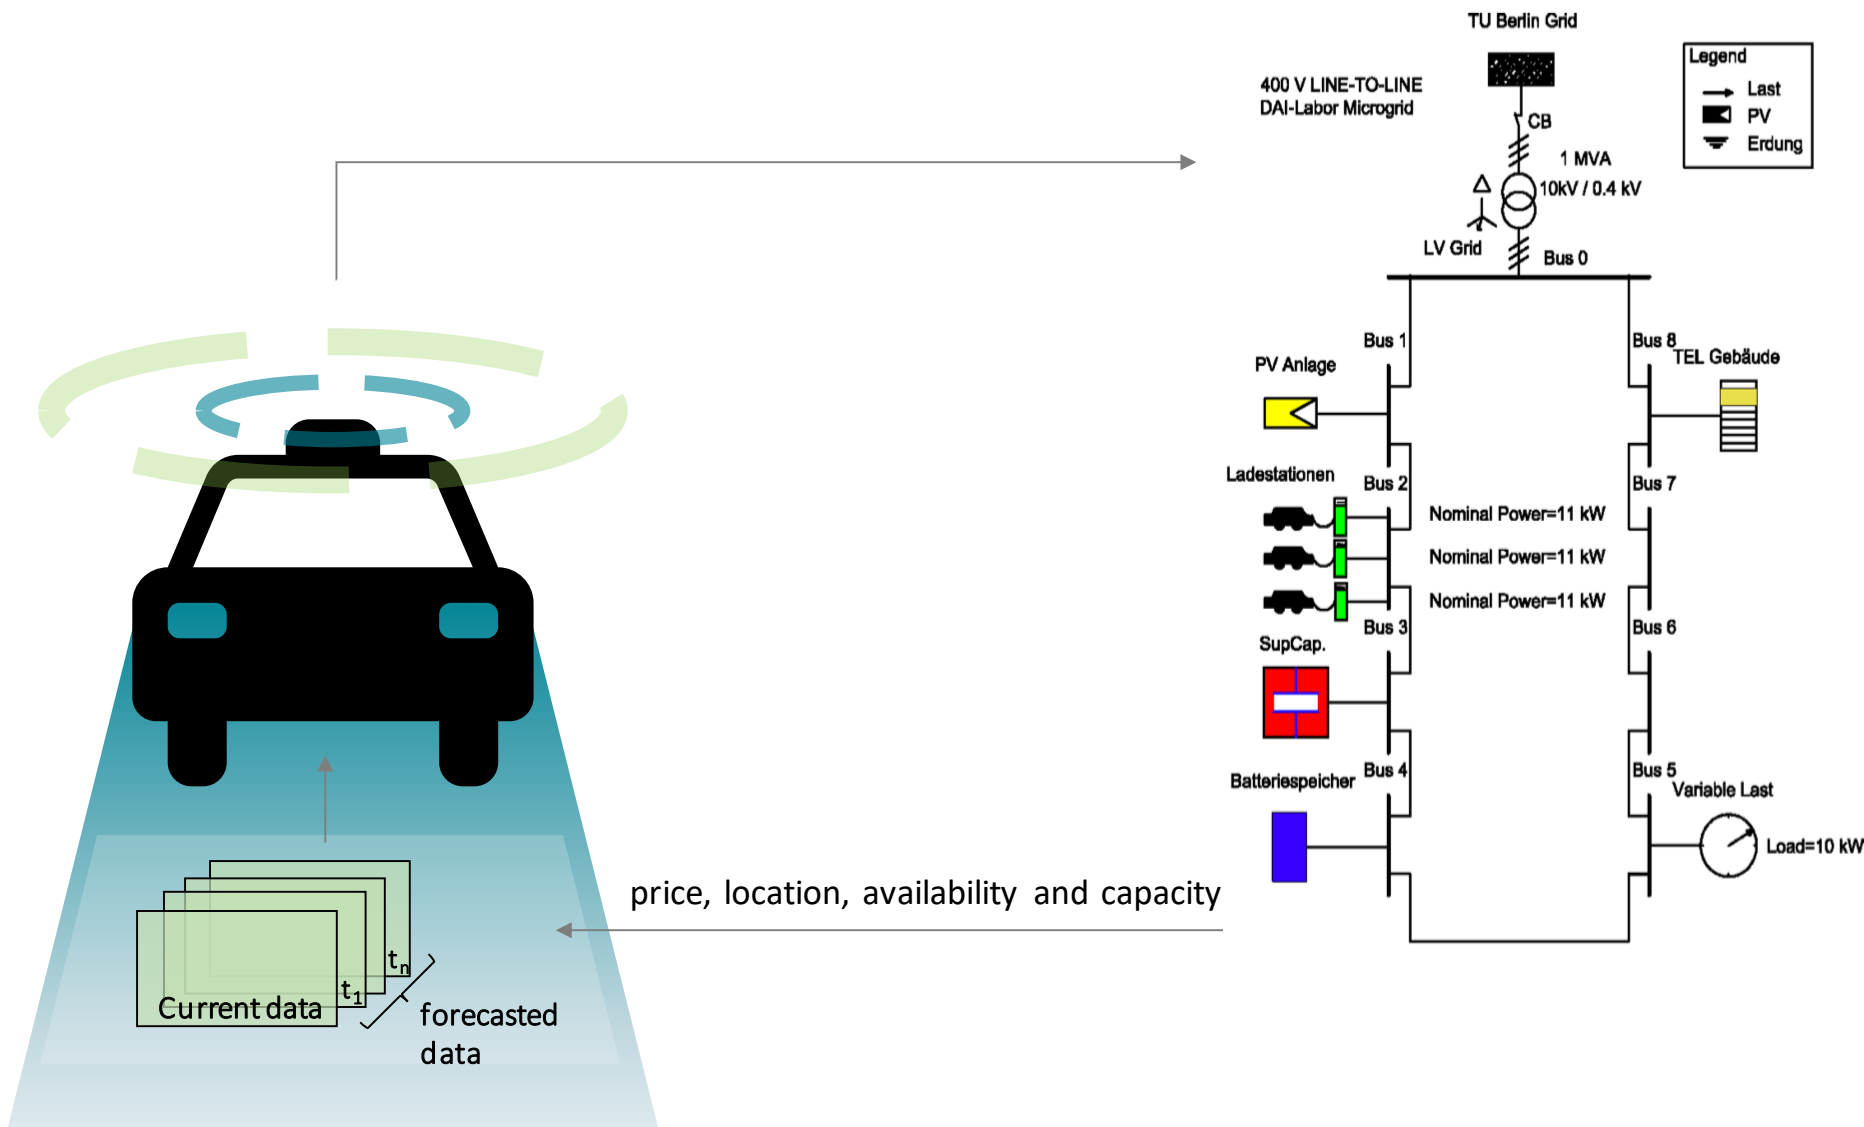 TU Berlin Grid
400 V LINE-TO-LINE
DAI-Labor Microgrid
Legend
Last
PV
Erdung
CB
1 MVA
10kV / 0.4 kV
LV Grid
Bus 0
Bus 1
Bus 8
PV Anlage
TEL Gebäude
Ladestationen
Bus 2
Bus 7
Nominal Power=11 kW
Nominal Power=11 kW
Nominal Power=11 kW
Bus 3
Bus 6
SupCap.
Bus 4
Bus 5
Batteriespeicher
Variable Last
Load=10 kW
price, location, availability and capacity
tn
t1
Current data
forecasted
data